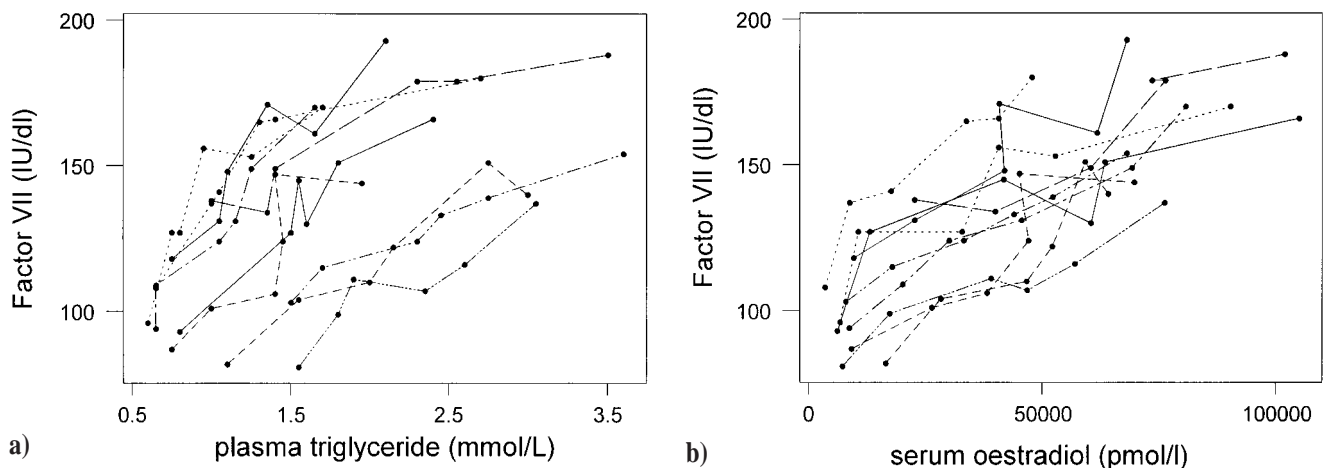 200
150
100
Factor VII (IU/dl)
0.5 1.5 2.5 3.5
plasma triglyceride (mmol/L)
a)
200
150
100
Factor VII (IU/dl)
0 50000 100000
serum oestradiol (pmol/l)
b)